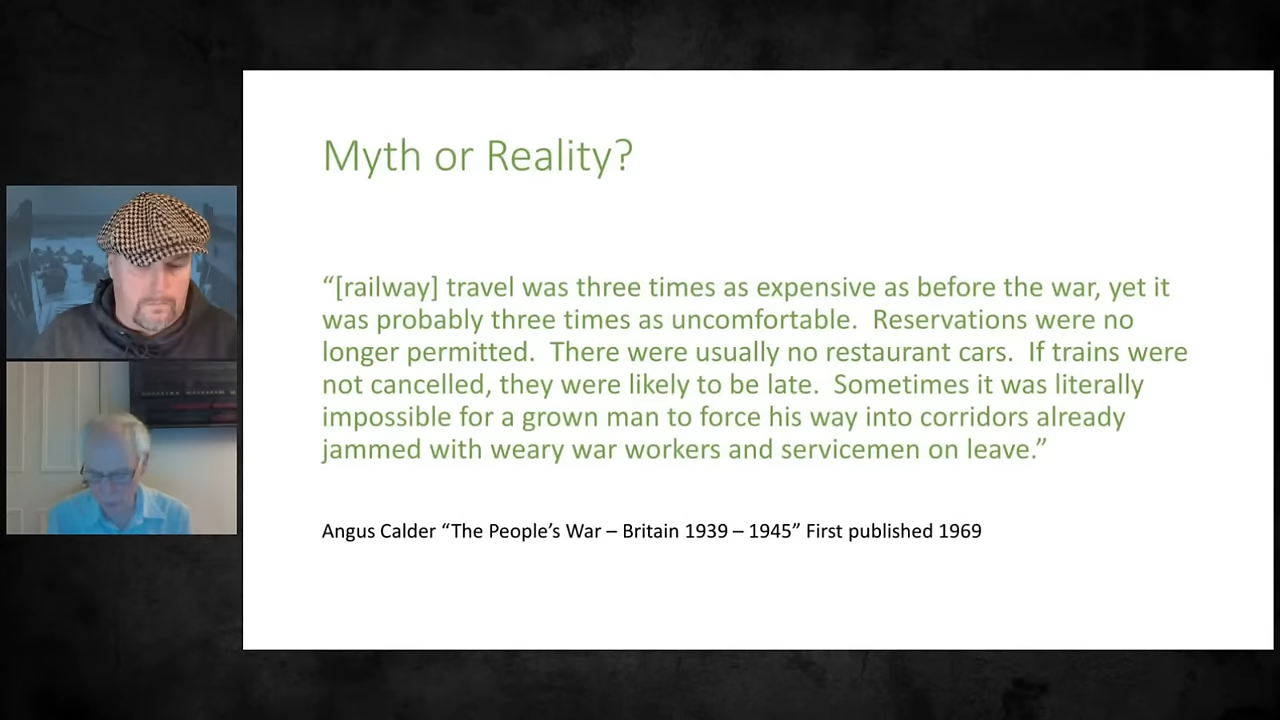 Myth or Reality?
“[railway] travel was three times as expensive as before the war, yet it
was probably three times as uncomfortable.  Reservations were no
longer permitted.  There were usually no restaurant cars.  If trains were
not cancelled, they were likely to be late.  Sometimes it was literally
impossible for a grown man to force his way into corridors already
jammed with weary war workers and servicemen on leave.”
Angus Calder “The People’s War – Britain 1939 – 1945” First published 1969